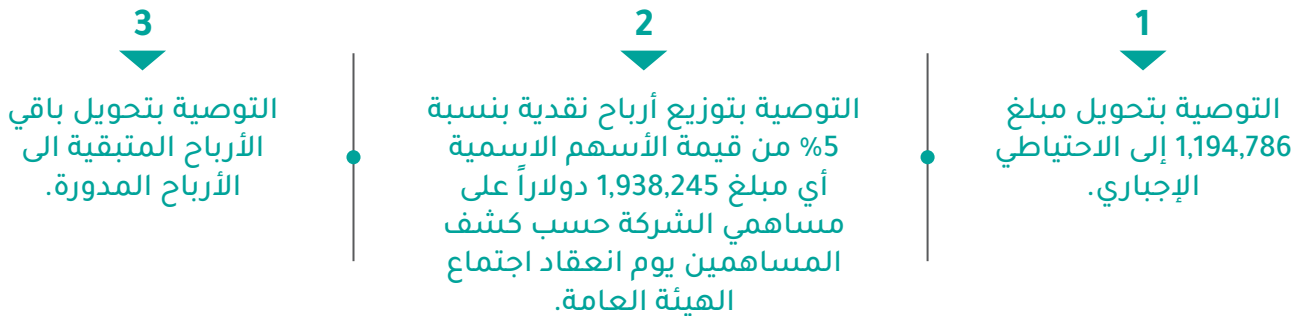 1
التوصية بتحويل مبلغ
1,194,786 إلى الاحتياطي
الإجباري.
2
التوصية بتوزيع أرباح نقدية بنسبة
5% من قيمة الأسهم الاسمية
أي مبلغ 1,938,245 دولاراً على
مساهمي الشركة حسب كشف
المساهمين يوم انعقاد اجتماع
الهيئة العامة.
3
التوصية بتحويل باقي
الأرباح المتبقية الى
الأرباح المدورة.